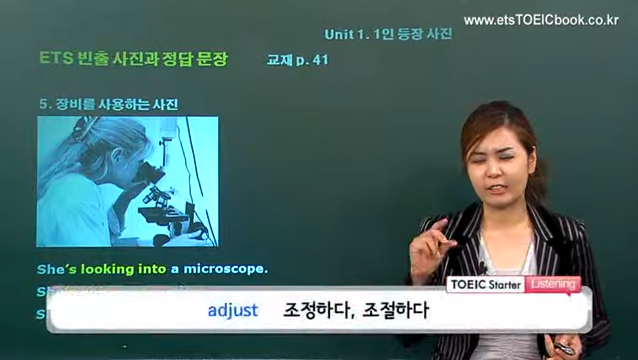 www.etsTOEICbook.co.kr
Unit 1. 1인 등장 사진
ETS 빈출 사진과 정답 문장
교재 p. 41
5. 장비를 사용하는 사진
She's looking into a microscope.
TOEIC Starter Listening
adjust 조정하다, 조절하다